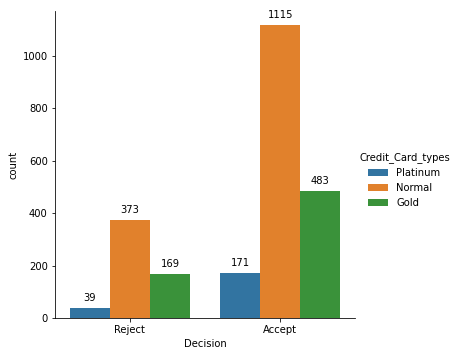 1115
1000
800
600
400
200
0
count
483
373
169
171
39
Reject
Accept
Decision
Credit_Card_types
Platinum
Normal
Gold